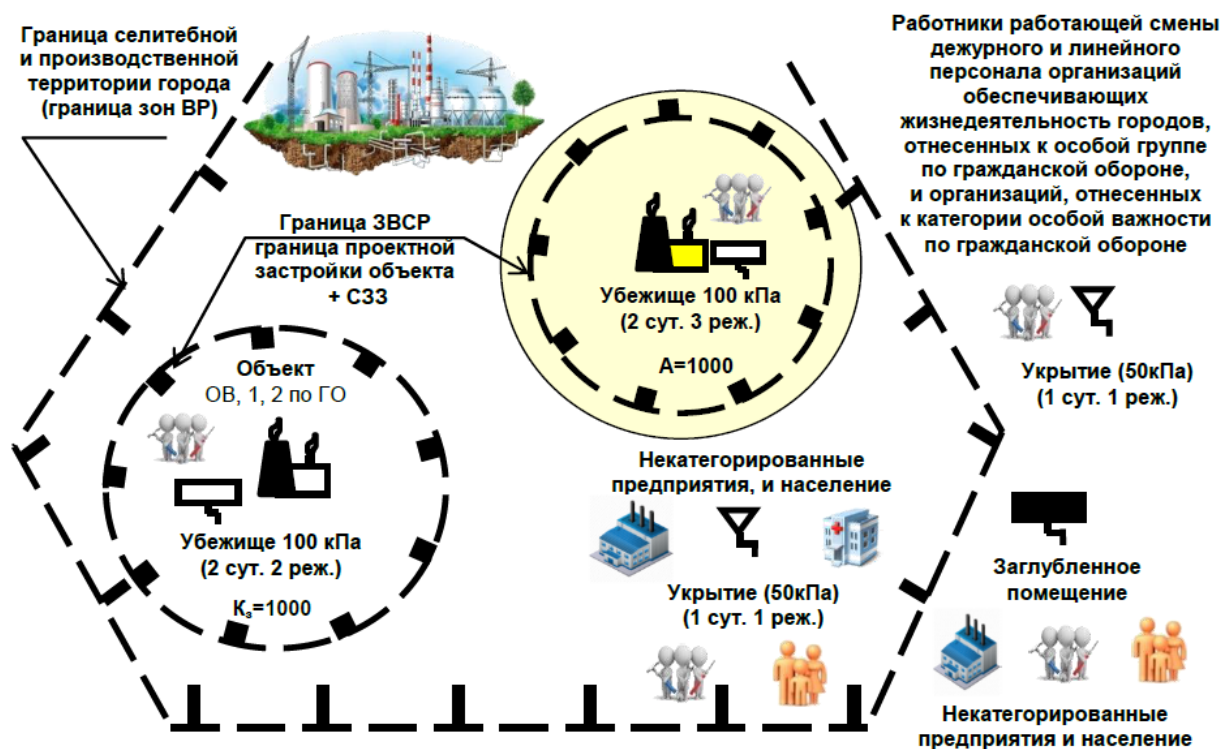 Граница селитебной
и производственной
территории города
(граница зон ВР)
Работники работающей смены
дежурного и линейного
персонала организаций
обеспечивающих
жизнедеятельность городов,
отнесенных к особой группе
по гражданской обороне,
и организаций, отнесенных
к категории особой важности
по гражданской обороне
Граница ЗВСР
граница проектной
застройки объекта
+ СЗЗ
Убежище 100 кПа
(2 сут. 3 реж.)
А=1000
Укрытие (50кПа)
(1 сут. 1 реж.)
Объект
ОВ, 1, 2 по ГО
Убежище 100 кПа
(2 сут. 2 реж.)
Кз=1000
Некатегорированные
предприятия, и население
Укрытие (50кПа)
(1 сут. 1 реж.)
Заглубленное
помещение
Некатегорированные
предприятия и население